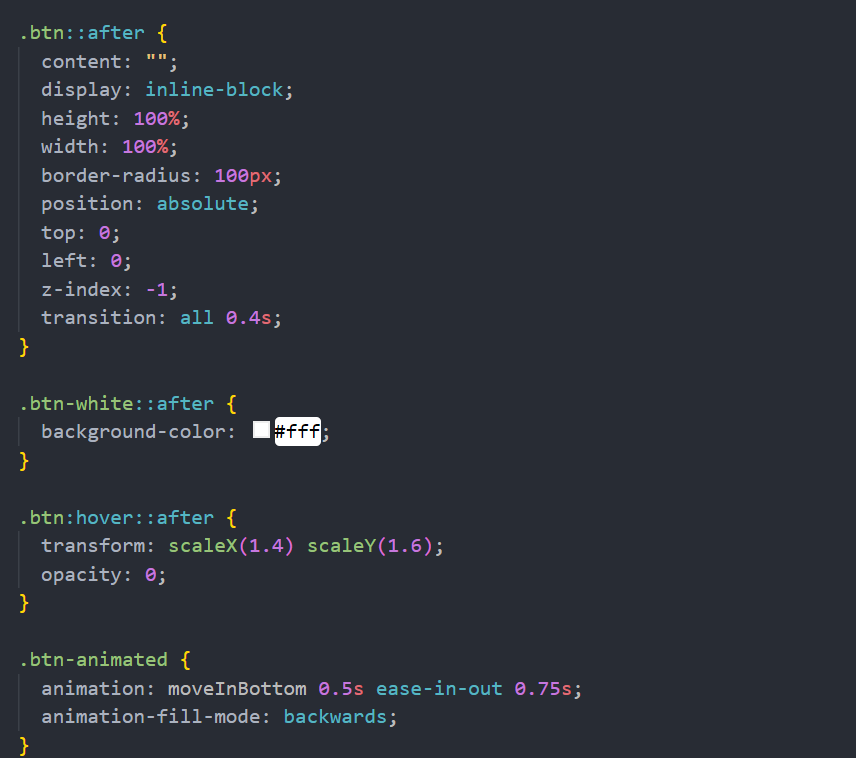 .btn::after {
content: "";
display: inline-block;
height: 100%;
width: 100%;
border-radius: 100px;
position: absolute;
top: 0;
left: 0;
z-index: -1;
transition: all 0.4s;
}
.btn-white::after {
background-color: #fff;
}
.btn:hover::after {
transform: scaleX(1.4) scaleY(1.6);
opacity: 0;
}
.btn-animated {
animation: moveInBottom 0.5s ease-in-out 0.75s;
animation-fill-mode: backwards;
}